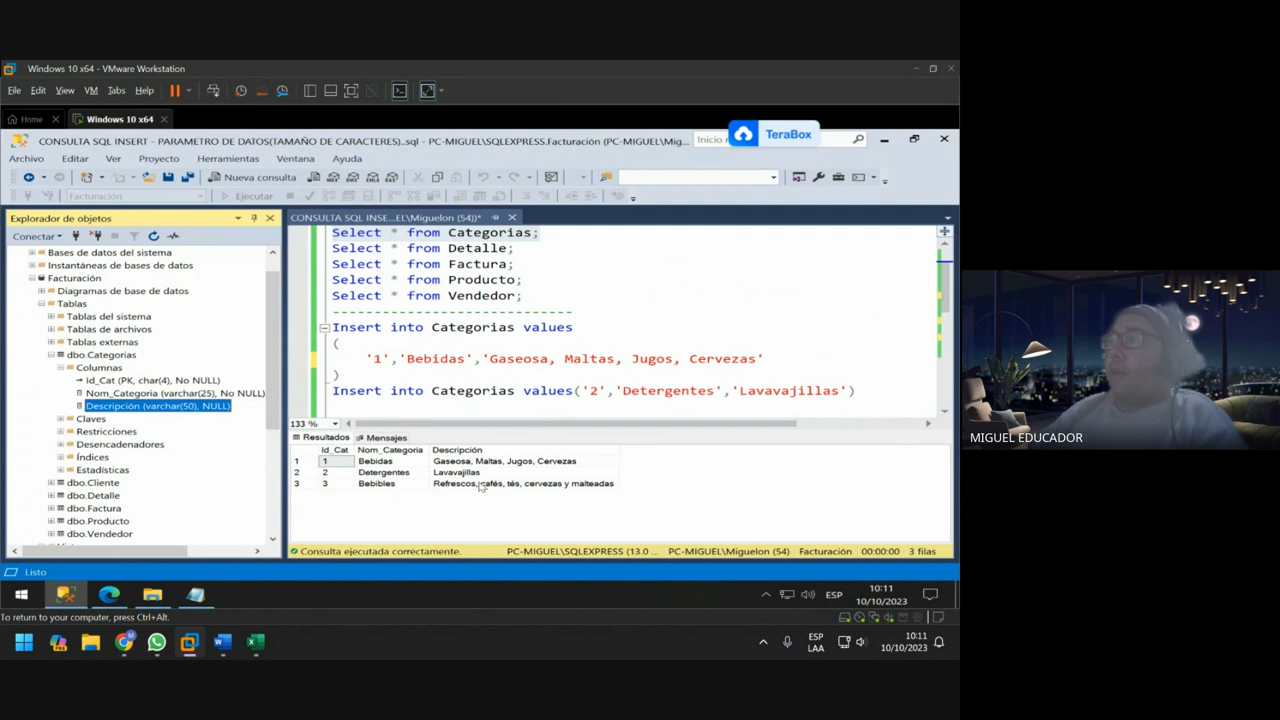 Windows 10 x64 - VMware Workstation
File Edit View VM Tabs Help
Home Windows 10 x64
CONSULTA SQL INSERT - PARAMETRO DE DATOS(TAMAÑO DE CARACTERES)..sql - PC-MIGUEL\SQLEXPRESS.Facturación (PC-MIGUEL\Mig...
TeraBox
Archivo Editar Ver Proyecto Herramientas Ventana Ayuda
Nueva consulta
Facturación Ejecutar
Explorador de objetos
Conectar
Bases de datos del sistema
Instantáneas de bases de datos
Facturación
Diagramas de base de datos
Tablas
Tablas del sistema
Tablas de archivos
Tablas externas
dbo.Categorias
Columnas
Id_Cat (PK, char(4), No NULL)
Nom_Categoria (varchar(25), No NULL)
Descripción (varchar(50), NULL)
Claves
Restricciones
Desencadenadores
Índices
Estadísticas
dbo.Cliente
dbo.Detalle
dbo.Factura
dbo.Producto
dbo.Vendedor
CONSULTA SQL INSE...EL\Miguelon (54))*
Select * from Categorias;
Select * from Detalle;
Select * from Factura;
Select * from Producto;
Select * from Vendedor;
------------------------------
Insert into Categorias values
(
'1','Bebidas','Gaseosa, Maltas, Jugos, Cervezas'
)
Insert into Categorias values('2','Detergentes','Lavavajillas')
133 %
Resultados Mensajes
Id_Cat Nom_Categoria Descripción
1 1 Bebidas Gaseosa, Maltas, Jugos, Cervezas
2 2 Detergentes Lavavajillas
3 3 Bebibles Refrescos, cafés, tés, cervezas y malteadas
Consulta ejecutada correctamente. PC-MIGUEL\SQLEXPRESS (13.0 ... PC-MIGUEL\Miguelon (54) Facturación 00:00:00 3 filas
Listo
ESP
10:11
10/10/2023
To return to your computer, press Ctrl+Alt.
ESP
LAA
10:11
10/10/2023
MIGUEL EDUCADOR